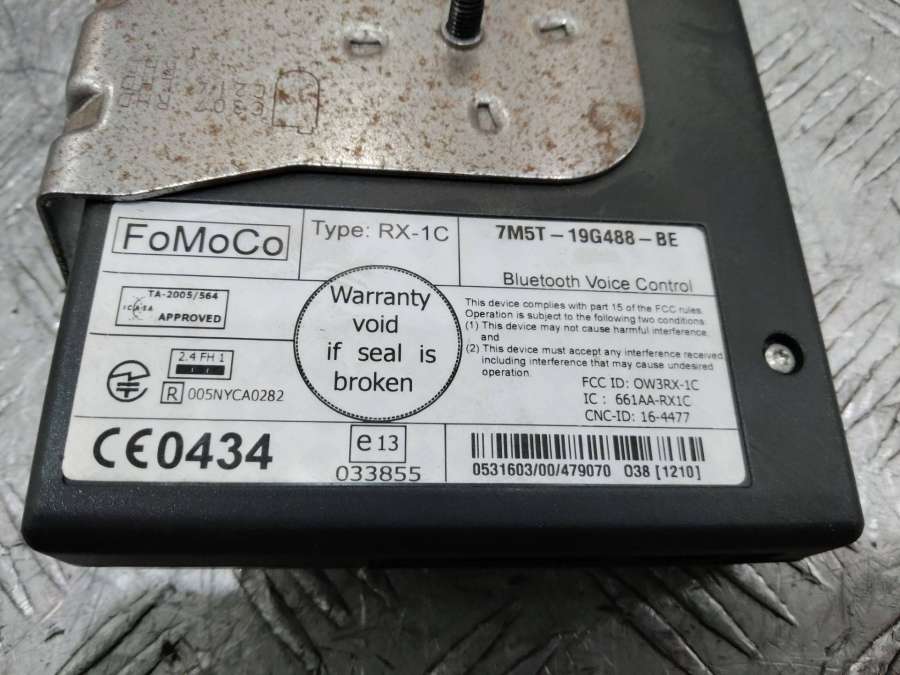 FoMoCo
Type: RX-1C
7M5T-19G488-BE
Bluetooth Voice Control
TA-2005/564
ICASA
APPROVED
Warranty
void
if seal is
broken
This device complies with part 15 of the FCC rules.
Operation is subject to the following two conditions:
(1) This device may not cause harmful interference,
and
(2) This device must accept any interference received
including interference that may cause undesired
operation.
2.4 FH 1
R 005NYCA0282
FCC ID: OW3RX-1C
IC : 661AA-RX1C
CNC-ID: 16-4477
CE0434
e13
033855
0531603/00/479070 038 [1210]